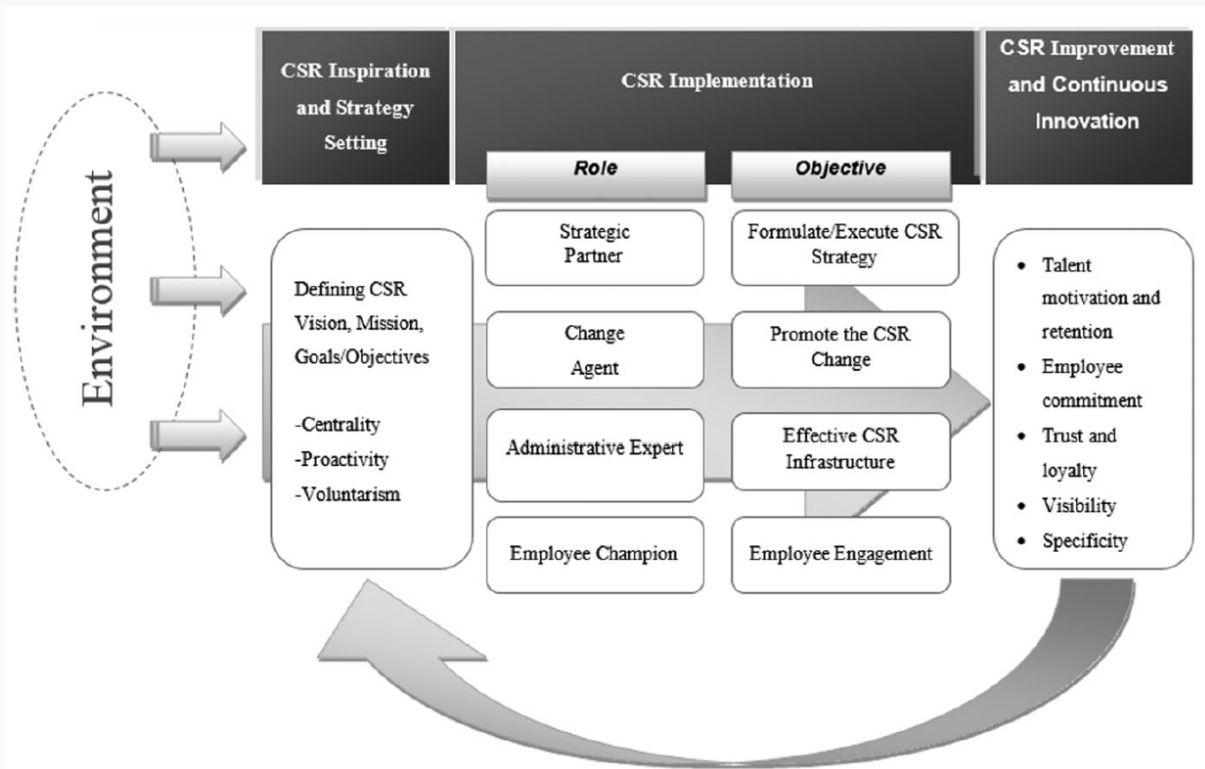 Environment
CSR Inspiration
and Strategy
Setting
CSR Implementation
CSR Improvement
and Continuous
Innovation
Role
Objective
Defining CSR
Vision, Mission,
Goals/Objectives
-Centrality
-Proactivity
-Voluntarism
Strategic
Partner
Formulate/Execute CSR
Strategy
Change
Agent
Promote the CSR
Change
Administrative Expert
Effective CSR
Infrastructure
Employee Champion
Employee Engagement
• Talent
motivation and
retention
• Employee
commitment
• Trust and
loyalty
• Visibility
• Specificity